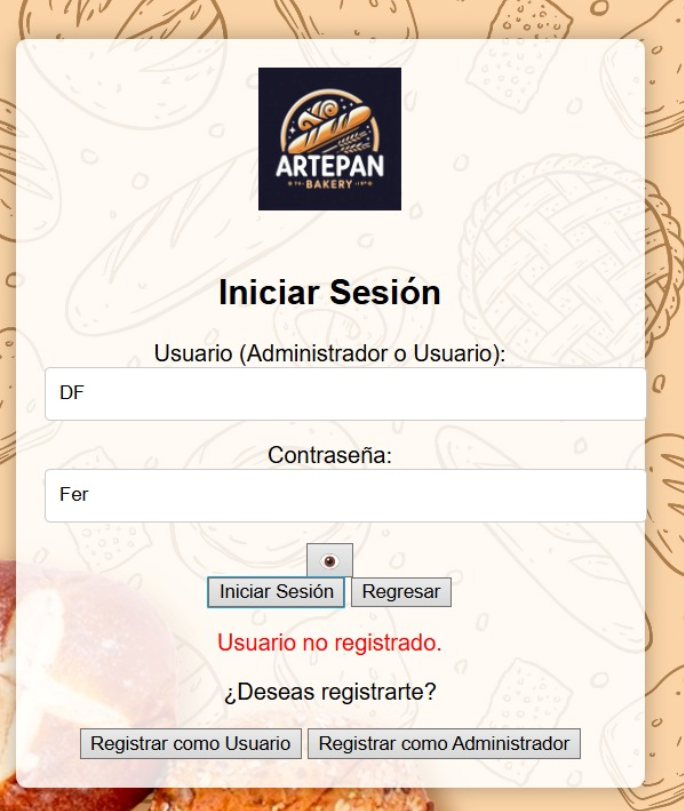 ARTEPAN
BAKERY
Iniciar Sesión
Usuario (Administrador o Usuario):
DF
Contraseña:
Fer
Iniciar Sesión Regresar
Usuario no registrado.
¿Deseas registrarte?
Registrar como Usuario Registrar como Administrador